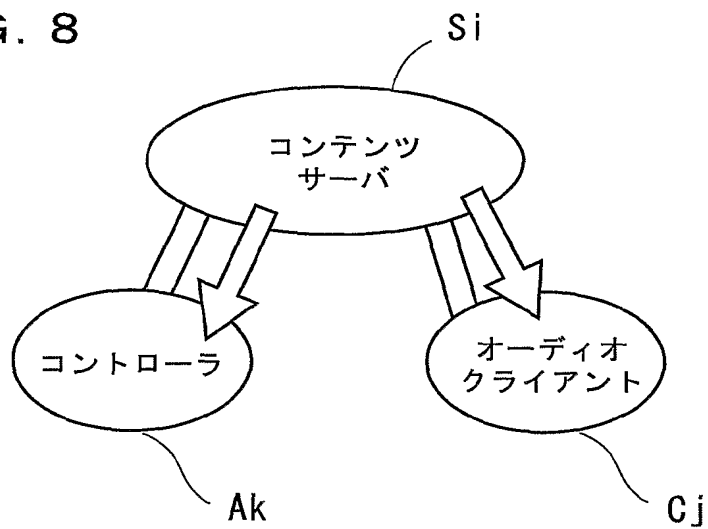 G. 8
Si
コンテンツ
サーバ
コントローラ
オーディオ
クライアント
Ak
Cj